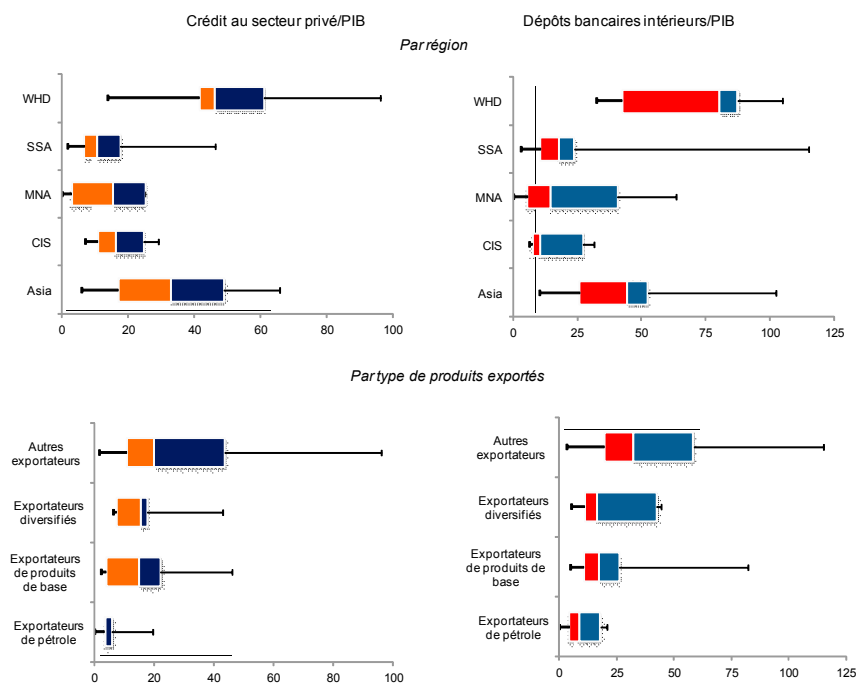 Crédit au secteur privé/PIB
Dépôts bancaires intérieurs/PIB
Par région
WHD
SSA
MNA
CIS
Asia
0 20 40 60 80 100
WHD
SSA
MNA
CIS
Asia
0 25 50 75 100 125
Par type de produits exportés
Autres
exportateurs
Exportateurs
diversifiés
Exportateurs
de produits
de base
Exportateurs
de pétrole
0 20 40 60 80 100
Autres
exportateurs
Exportateurs
diversifiés
Exportateurs
de produits de
base
Exportateurs
de pétrole
0 25 50 75 100 125